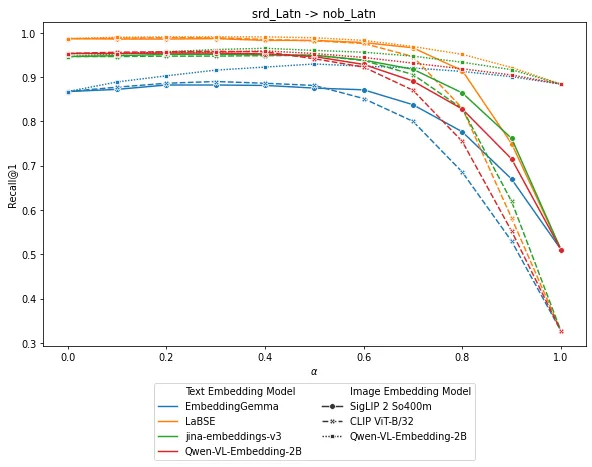 srd_Latn -> nob_Latn
1.0
0.9
0.8
0.7
0.6
0.5
0.4
0.3
Recall@1
0.0 0.2 0.4 0.6 0.8 1.0
α
Text Embedding Model Image Embedding Model
EmbeddingGemma SigLIP 2 So400m
LaBSE CLIP ViT-B/32
jina-embeddings-v3 Qwen-VL-Embedding-2B
Qwen-VL-Embedding-2B